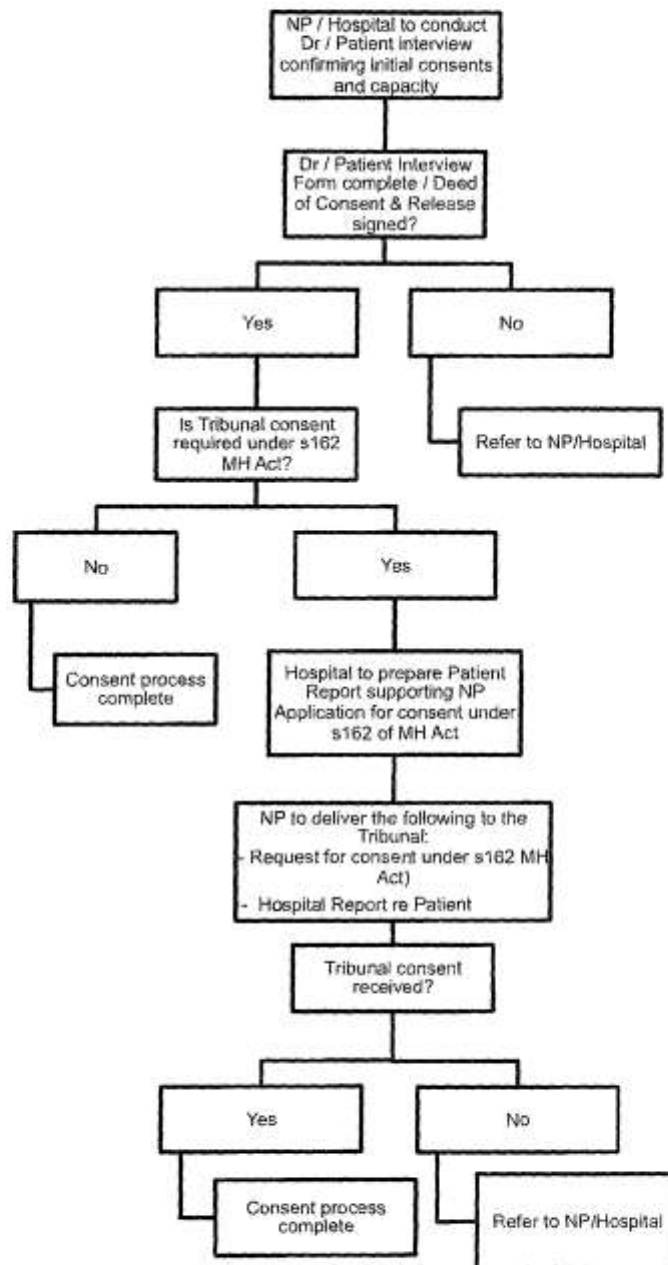 NP / Hospital to conduct
Dr / Patient interview
confirming initial consents
and capacity
Dr / Patient Interview
Form complete / Deed
of Consent & Release
signed?
Yes
No
Is Tribunal consent
required under s162
MH Act?
Refer to NP/Hospital
No
Yes
Consent process
complete
Hospital to prepare Patient
Report supporting NP
Application for consent under
s162 of MH Act
NP to deliver the following to the
Tribunal:
- Request for consent under s162 MH
Act)
- Hospital Report re Patient
Tribunal consent
received?
Yes
No
Consent process
complete
Refer to NP/Hospital